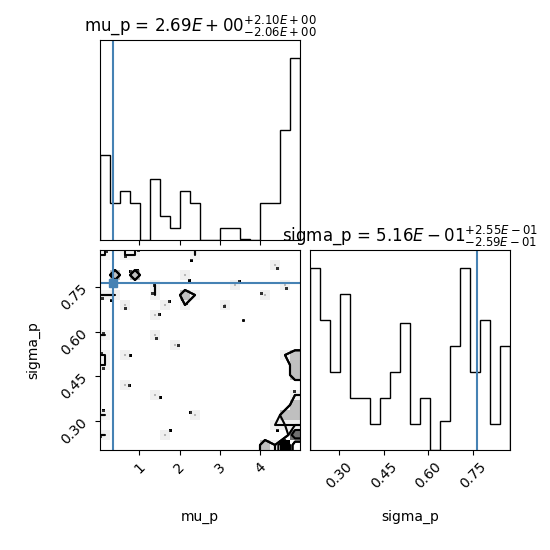 mu_p = 2.69E + 00+2.10E+00 −2.06E+00
sigma_p = 5.16E − 01+2.55E−01 −2.59E−01
sigma_p
0.75
0.60
0.45
0.30
1 2 3 4
0.30 0.45 0.60 0.75
mu_p
sigma_p